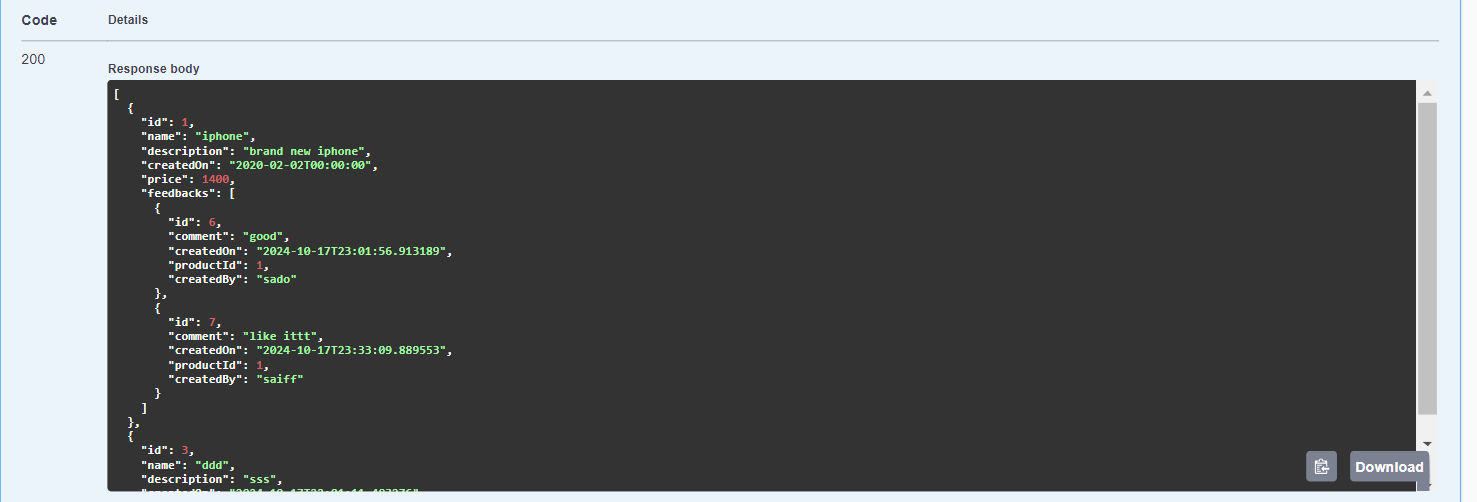 Code Details
200
Response body
[
  {
    "id": 1,
    "name": "iphone",
    "description": "brand new iphone",
    "createdOn": "2020-02-02T00:00:00",
    "price": 1400,
    "feedbacks": [
      {
        "id": 6,
        "comment": "good",
        "createdOn": "2024-10-17T23:01:56.913189",
        "productId": 1,
        "createdBy": "sado"
      },
      {
        "id": 7,
        "comment": "like ittt",
        "createdOn": "2024-10-17T23:33:09.889553",
        "productId": 1,
        "createdBy": "saiff"
      }
    ]
  },
  {
    "id": 3,
    "name": "ddd",
    "description": "sss",
Download